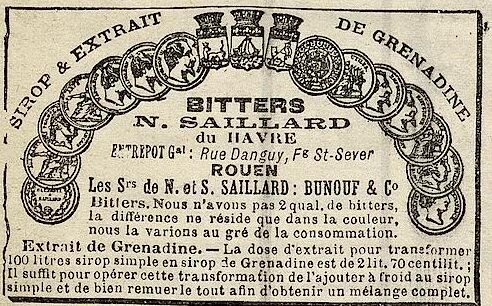 SIROP & EXTRAIT DE GRENADINE
BITTERS
N. SAILLARD
du HAVRE
ENTREPOT Gal : Rue Danguy, Fg St-Sever
ROUEN
Les Srs de N. et S. SAILLARD : BUNOUF & Co
Bitters. Nous n'avons pas 2 qual. de bitters,
la différence ne réside que dans la couleur,
nous la varions au gré de la consommation.
Extrait de Grenadine. — La dose d'extrait pour transformer
100 litres sirop simple en sirop de Grenadine est de 2 lit. 70 centilit. ;
Il suffit pour opérer cette transformation de l'ajouter à froid au sirop
simple et de bien remuer le tout afin d'obtenir un mélange complet.